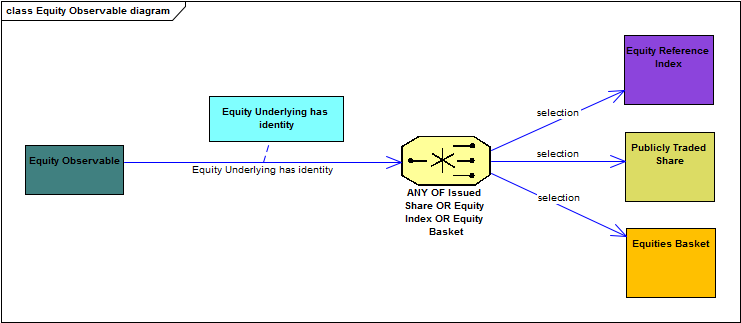 class Equity Observable diagram
Equity Reference
Index
selection
Equity Underlying has
identity
Equity Observable
Equity Underlying has identity
selection
Publicly Traded
Share
ANY OF Issued
Share OR Equity
Index OR Equity
Basket
selection
Equities Basket